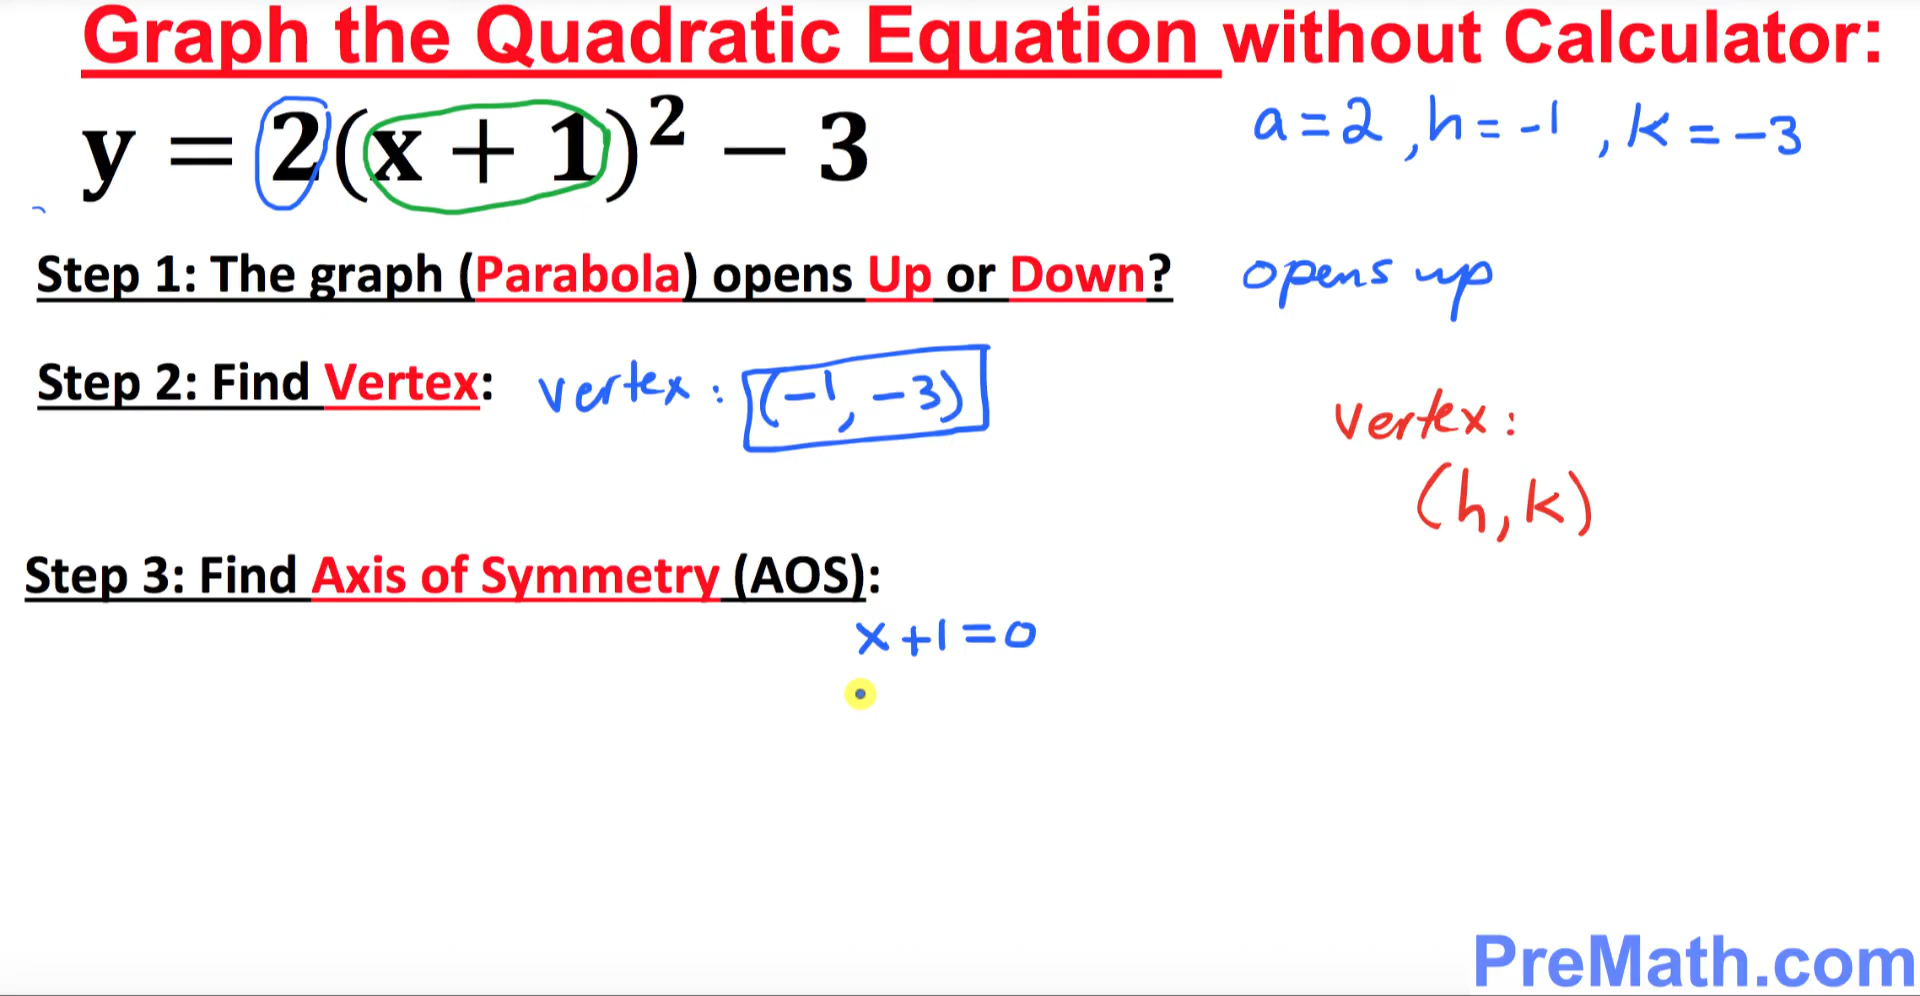 Graph the Quadratic Equation without Calculator:
y = 2(x + 1)² − 3
a = 2 , h = -1 , k = -3
Step 1: The graph (Parabola) opens Up or Down? opens up
Step 2: Find Vertex: vertex : (-1, -3)
vertex :
(h, k)
Step 3: Find Axis of Symmetry (AOS):
x + 1 = 0
PreMath.com